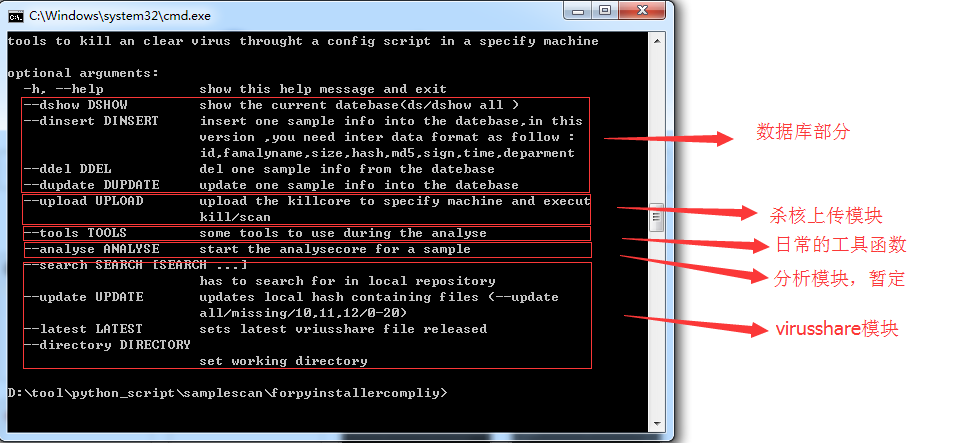 C:\Windows\system32\cmd.exe
tools to kill an clear virus throught a config script in a specify machine
optional arguments:
-h, --help show this help message and exit
--dshow DSHOW show the current datebase(ds/dshow all )
--dinsert DINSERT insert one sample info into the datebase,in this
version ,you need inter data format as follow :
id,famalyname,size,hash,md5,sign,time,deparment
--ddel DDEL del one sample info from the datebase
--dupdate DUPDATE update one sample info into the datebase
数据库部分
--upload UPLOAD upload the killcore to specify machine and execut
kill/scan
杀核上传模块
--tools TOOLS some tools to use during the analyse
日常的工具函数
--analyse ANALYSE start the analysecore for a sample
分析模块，暂定
--search SEARCH [SEARCH ...]
has to search for in local repository
--update UPDATE updates local hash containing files (--update
all/missing/10,11,12/0-20)
--latest LATEST sets latest vriusshare file released
--directory DIRECTORY
set working directory
virusshare模块
D:\tool\python_script\samplescan\forpyinstallercompliy>